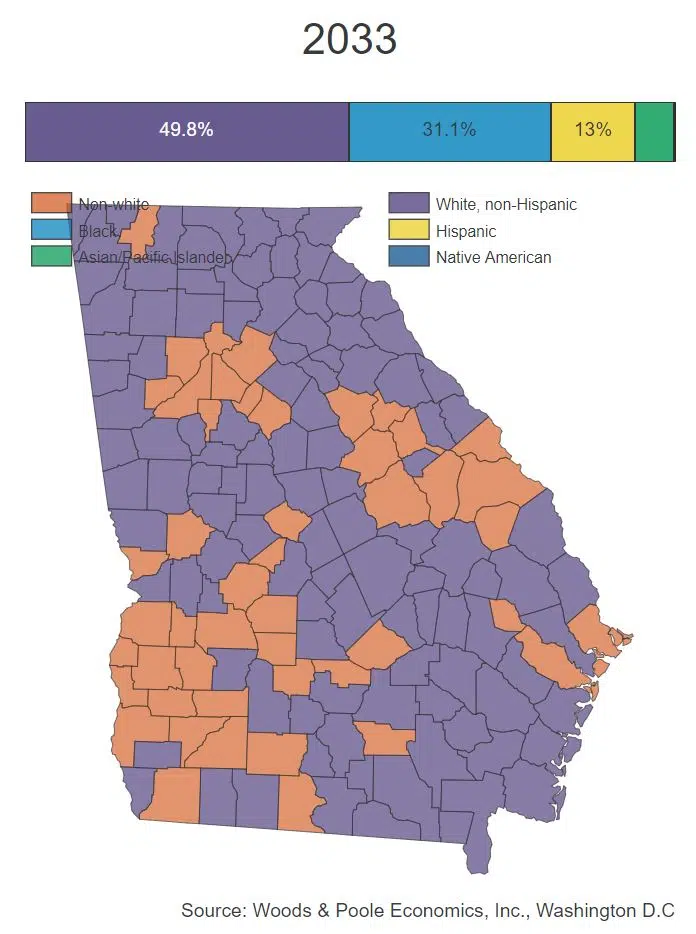 2033
49.8% 31.1% 13%
Non-white White, non-Hispanic
Black Hispanic
Asian/Pacific Islander Native American
Source: Woods & Poole Economics, Inc., Washington D.C